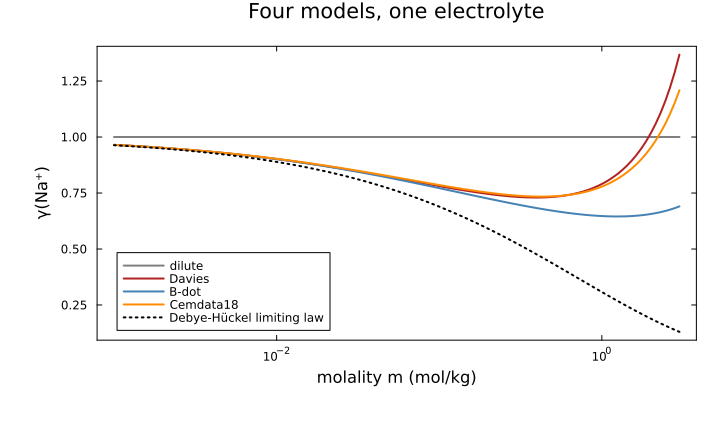 Four models, one electrolyte
γ(Na⁺)
1.25
1.00
0.75
0.50
0.25
dilute
Davies
B-dot
Cemdata18
Debye-Hückel limiting law
10⁻² 10⁰
molality m (mol/kg)